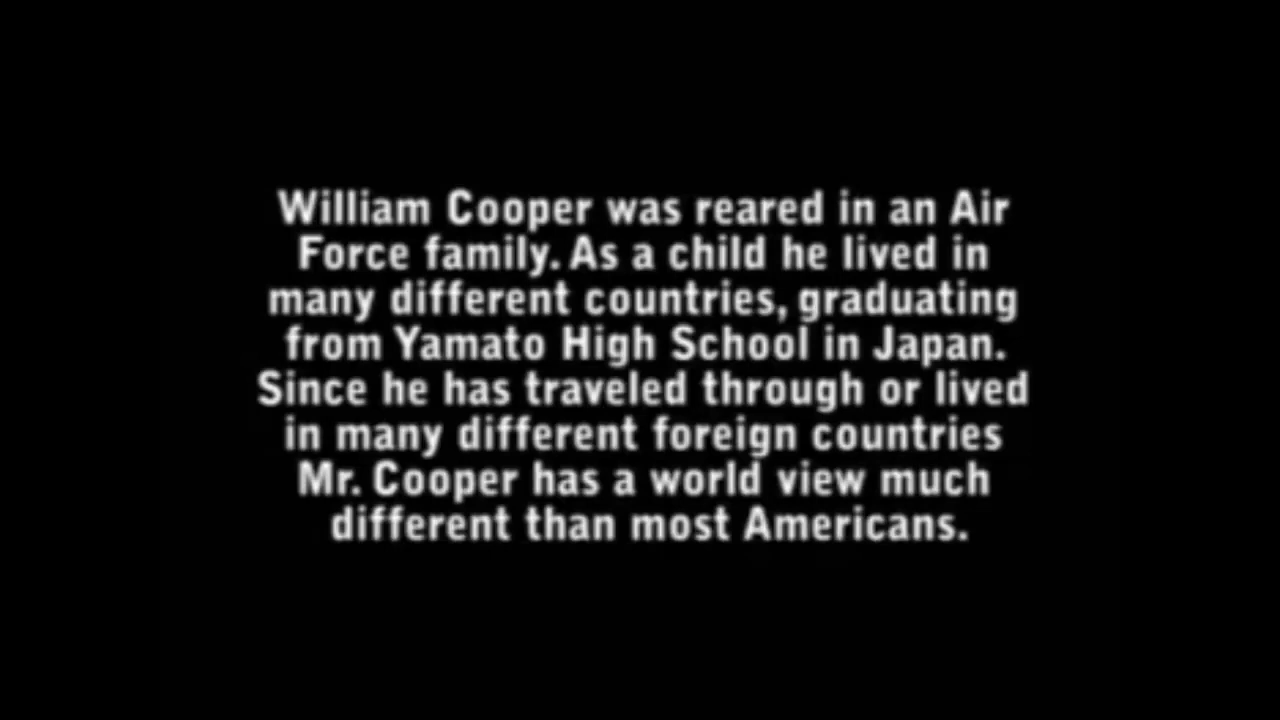 William Cooper was reared in an Air
Force family. As a child he lived in
many different countries, graduating
from Yamato High School in Japan.
Since he has traveled through or lived
in many different foreign countries
Mr. Cooper has a world view much
different than most Americans.